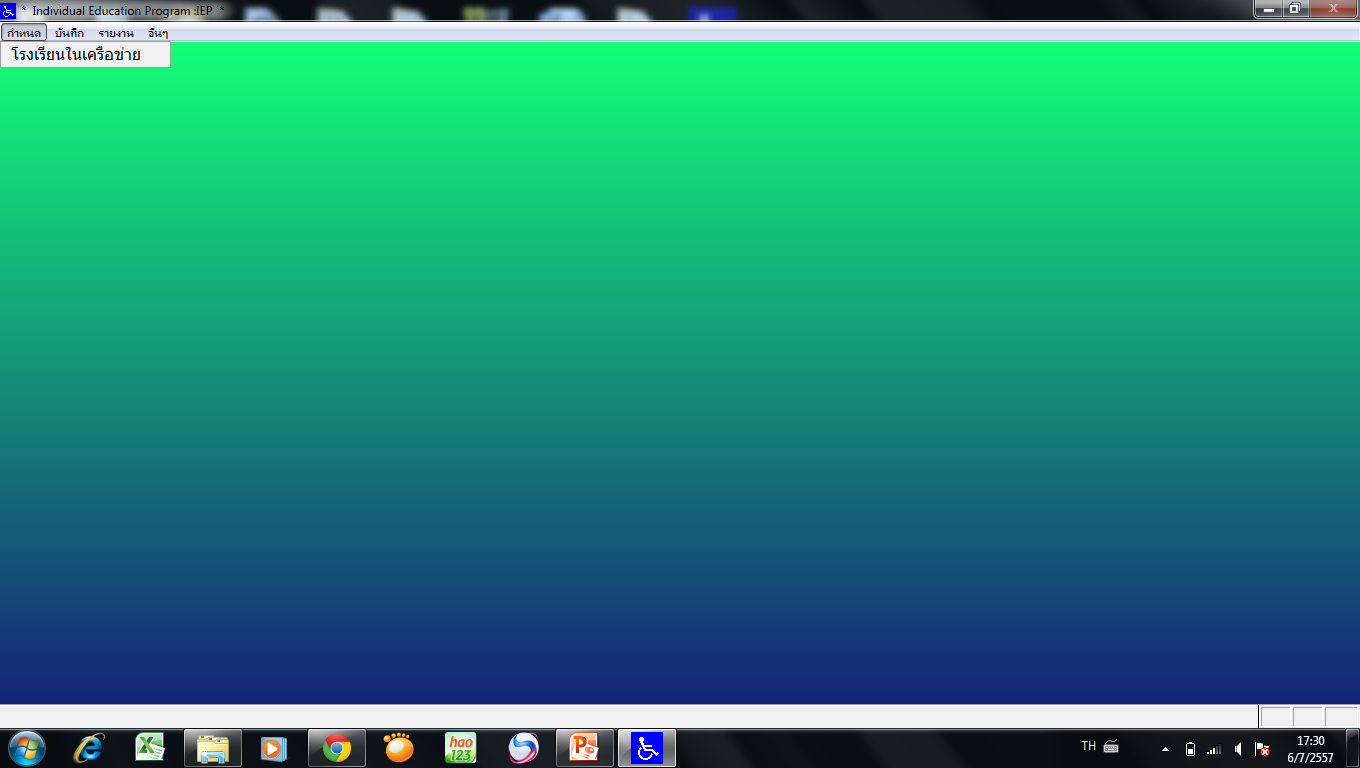 * Individual Education Program :IEP *
กำหนด บันทึก รายงาน อื่นๆ
โรงเรียนในเครือข่าย
hao
123
TH
17:30
6/7/2557